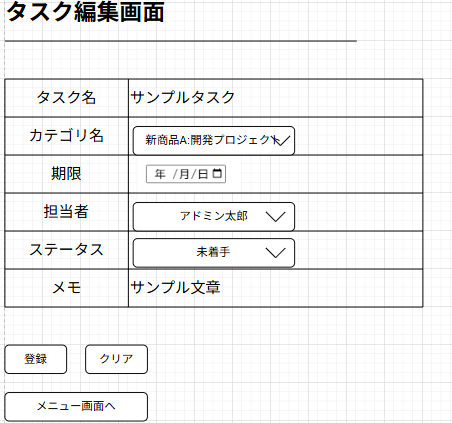 タスク編集画面
タスク名 サンプルタスク
カテゴリ名 新商品A:開発プロジェクト
期限 年 /月/日
担当者 アドミン太郎
ステータス 未着手
メモ サンプル文章
登録 クリア
メニュー画面へ